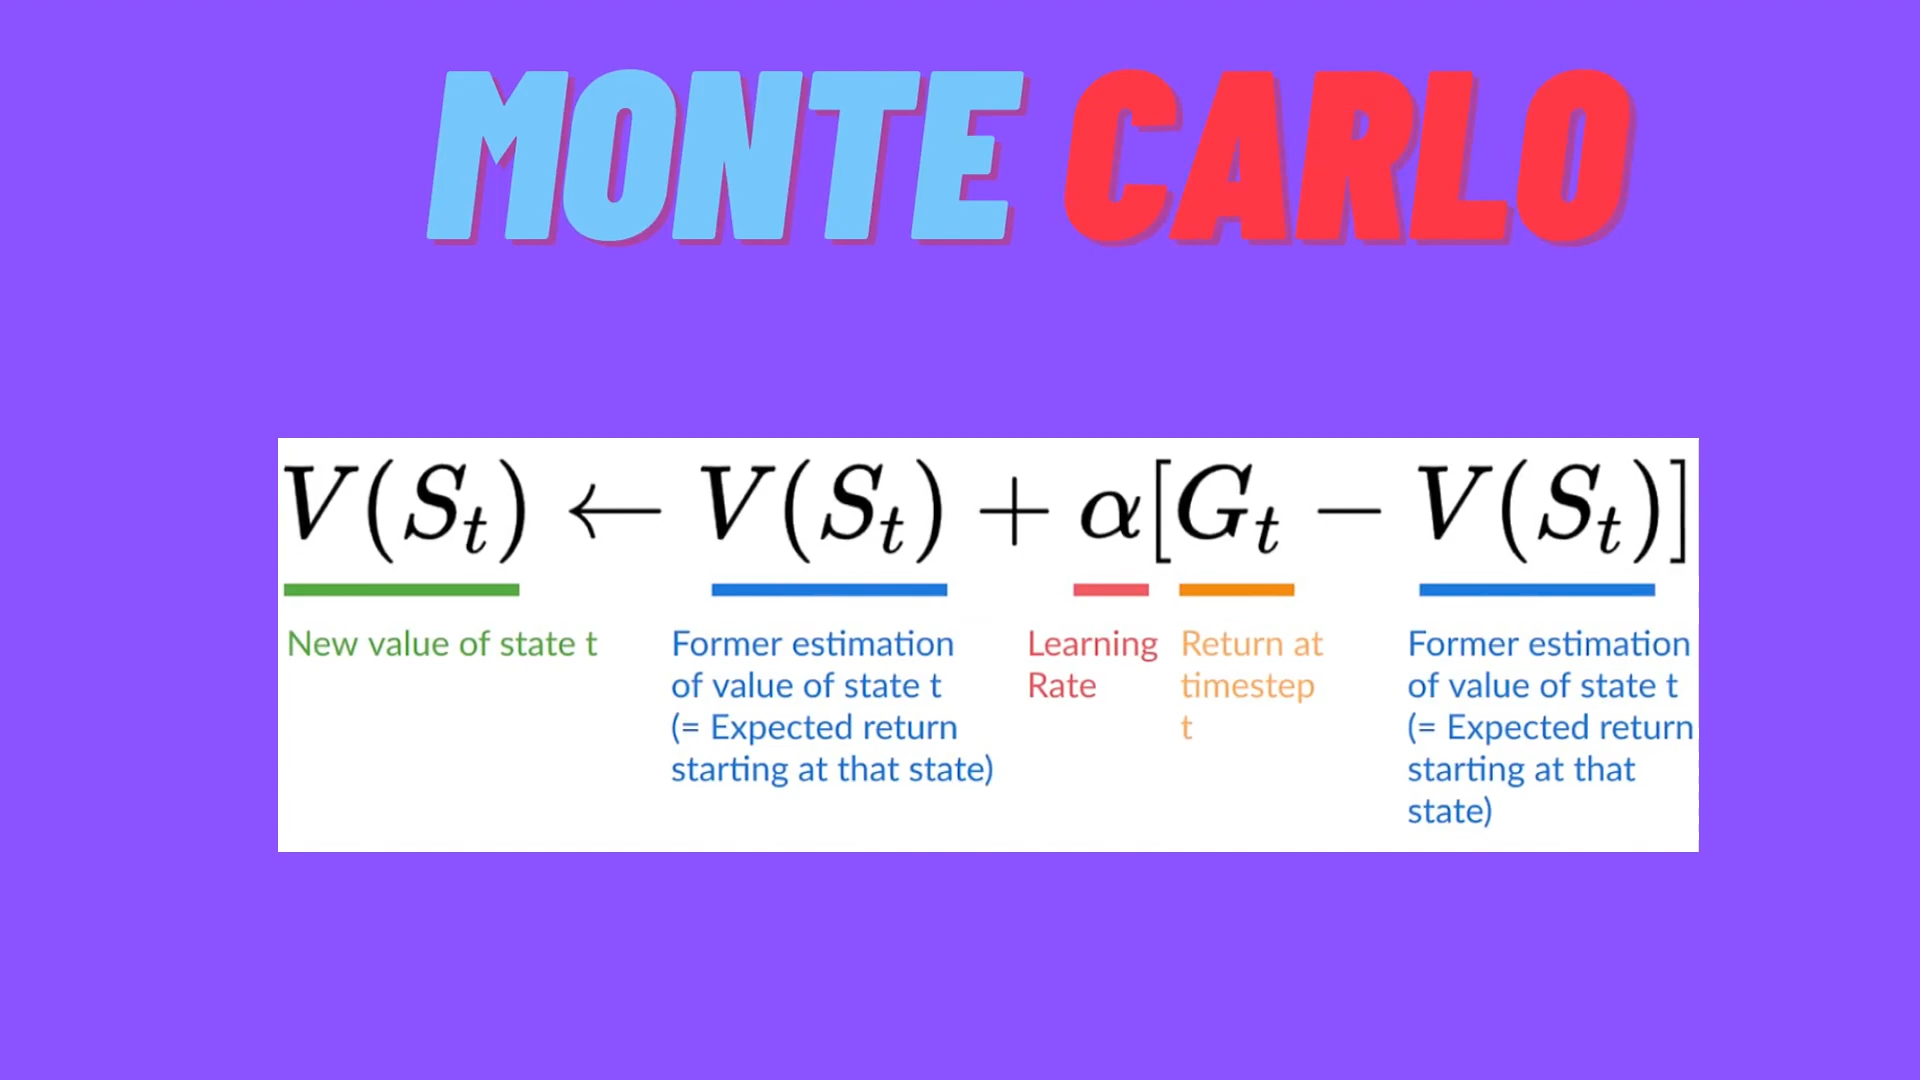 MONTE CARLO
V(S_t) ← V(S_t) + α[G_t − V(S_t)]
New value of state t
Former estimation
of value of state t
(= Expected return
starting at that state)
Learning
Rate
Return at
timestep
t
Former estimation
of value of state t
(= Expected return
starting at that
state)